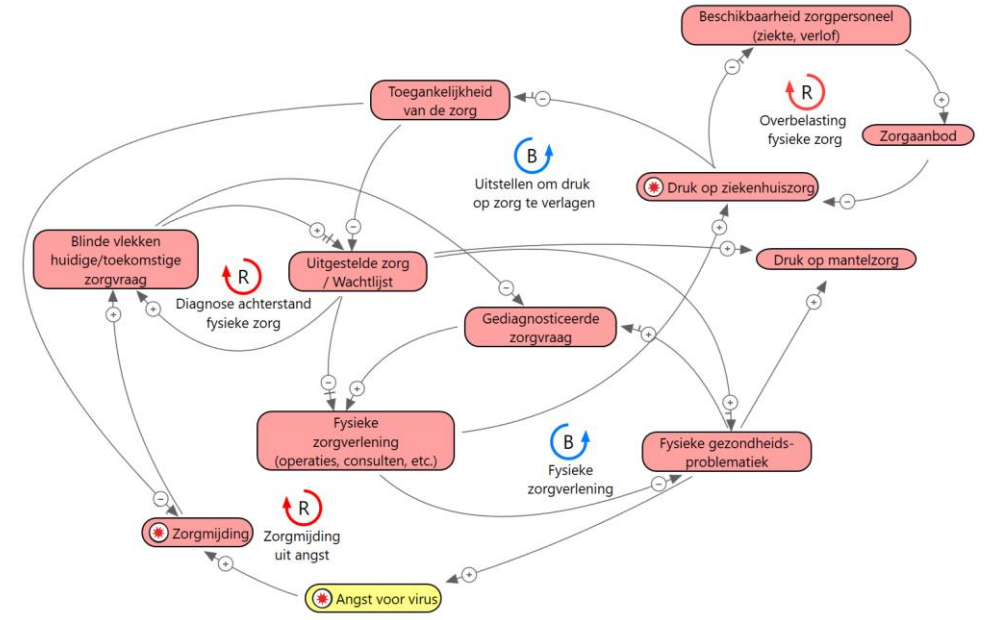 Beschikbaarheid zorgpersoneel
(ziekte, verlof)
Toegankelijkheid
van de zorg
R
Overbelasting
fysieke zorg
Zorgaanbod
B
Uitstellen om druk
op zorg te verlagen
Druk op ziekenhuiszorg
Blinde vlekken
huidige/toekomstige
zorgvraag
Uitgestelde zorg
/ Wachtlijst
Druk op mantelzorg
R
Diagnose achterstand
fysieke zorg
Gediagnosticeerde
zorgvraag
Fysieke
zorgverlening
(operaties, consulten, etc.)
B
Fysieke
zorgverlening
Fysieke gezondheids-
problematiek
R
Zorgmijding
uit angst
Zorgmijding
Angst voor virus